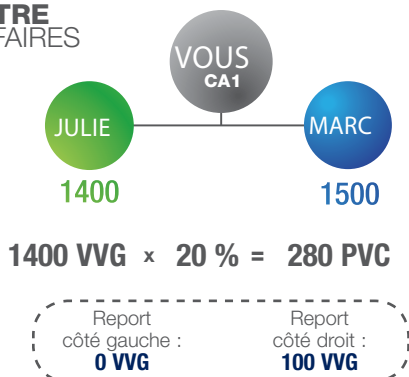 TRE
FAIRES
VOUS
CA1
JULIE
MARC
1400
1500
1400 VVG x 20 % = 280 PVC
Report
côté gauche :
0 VVG
Report
côté droit :
100 VVG